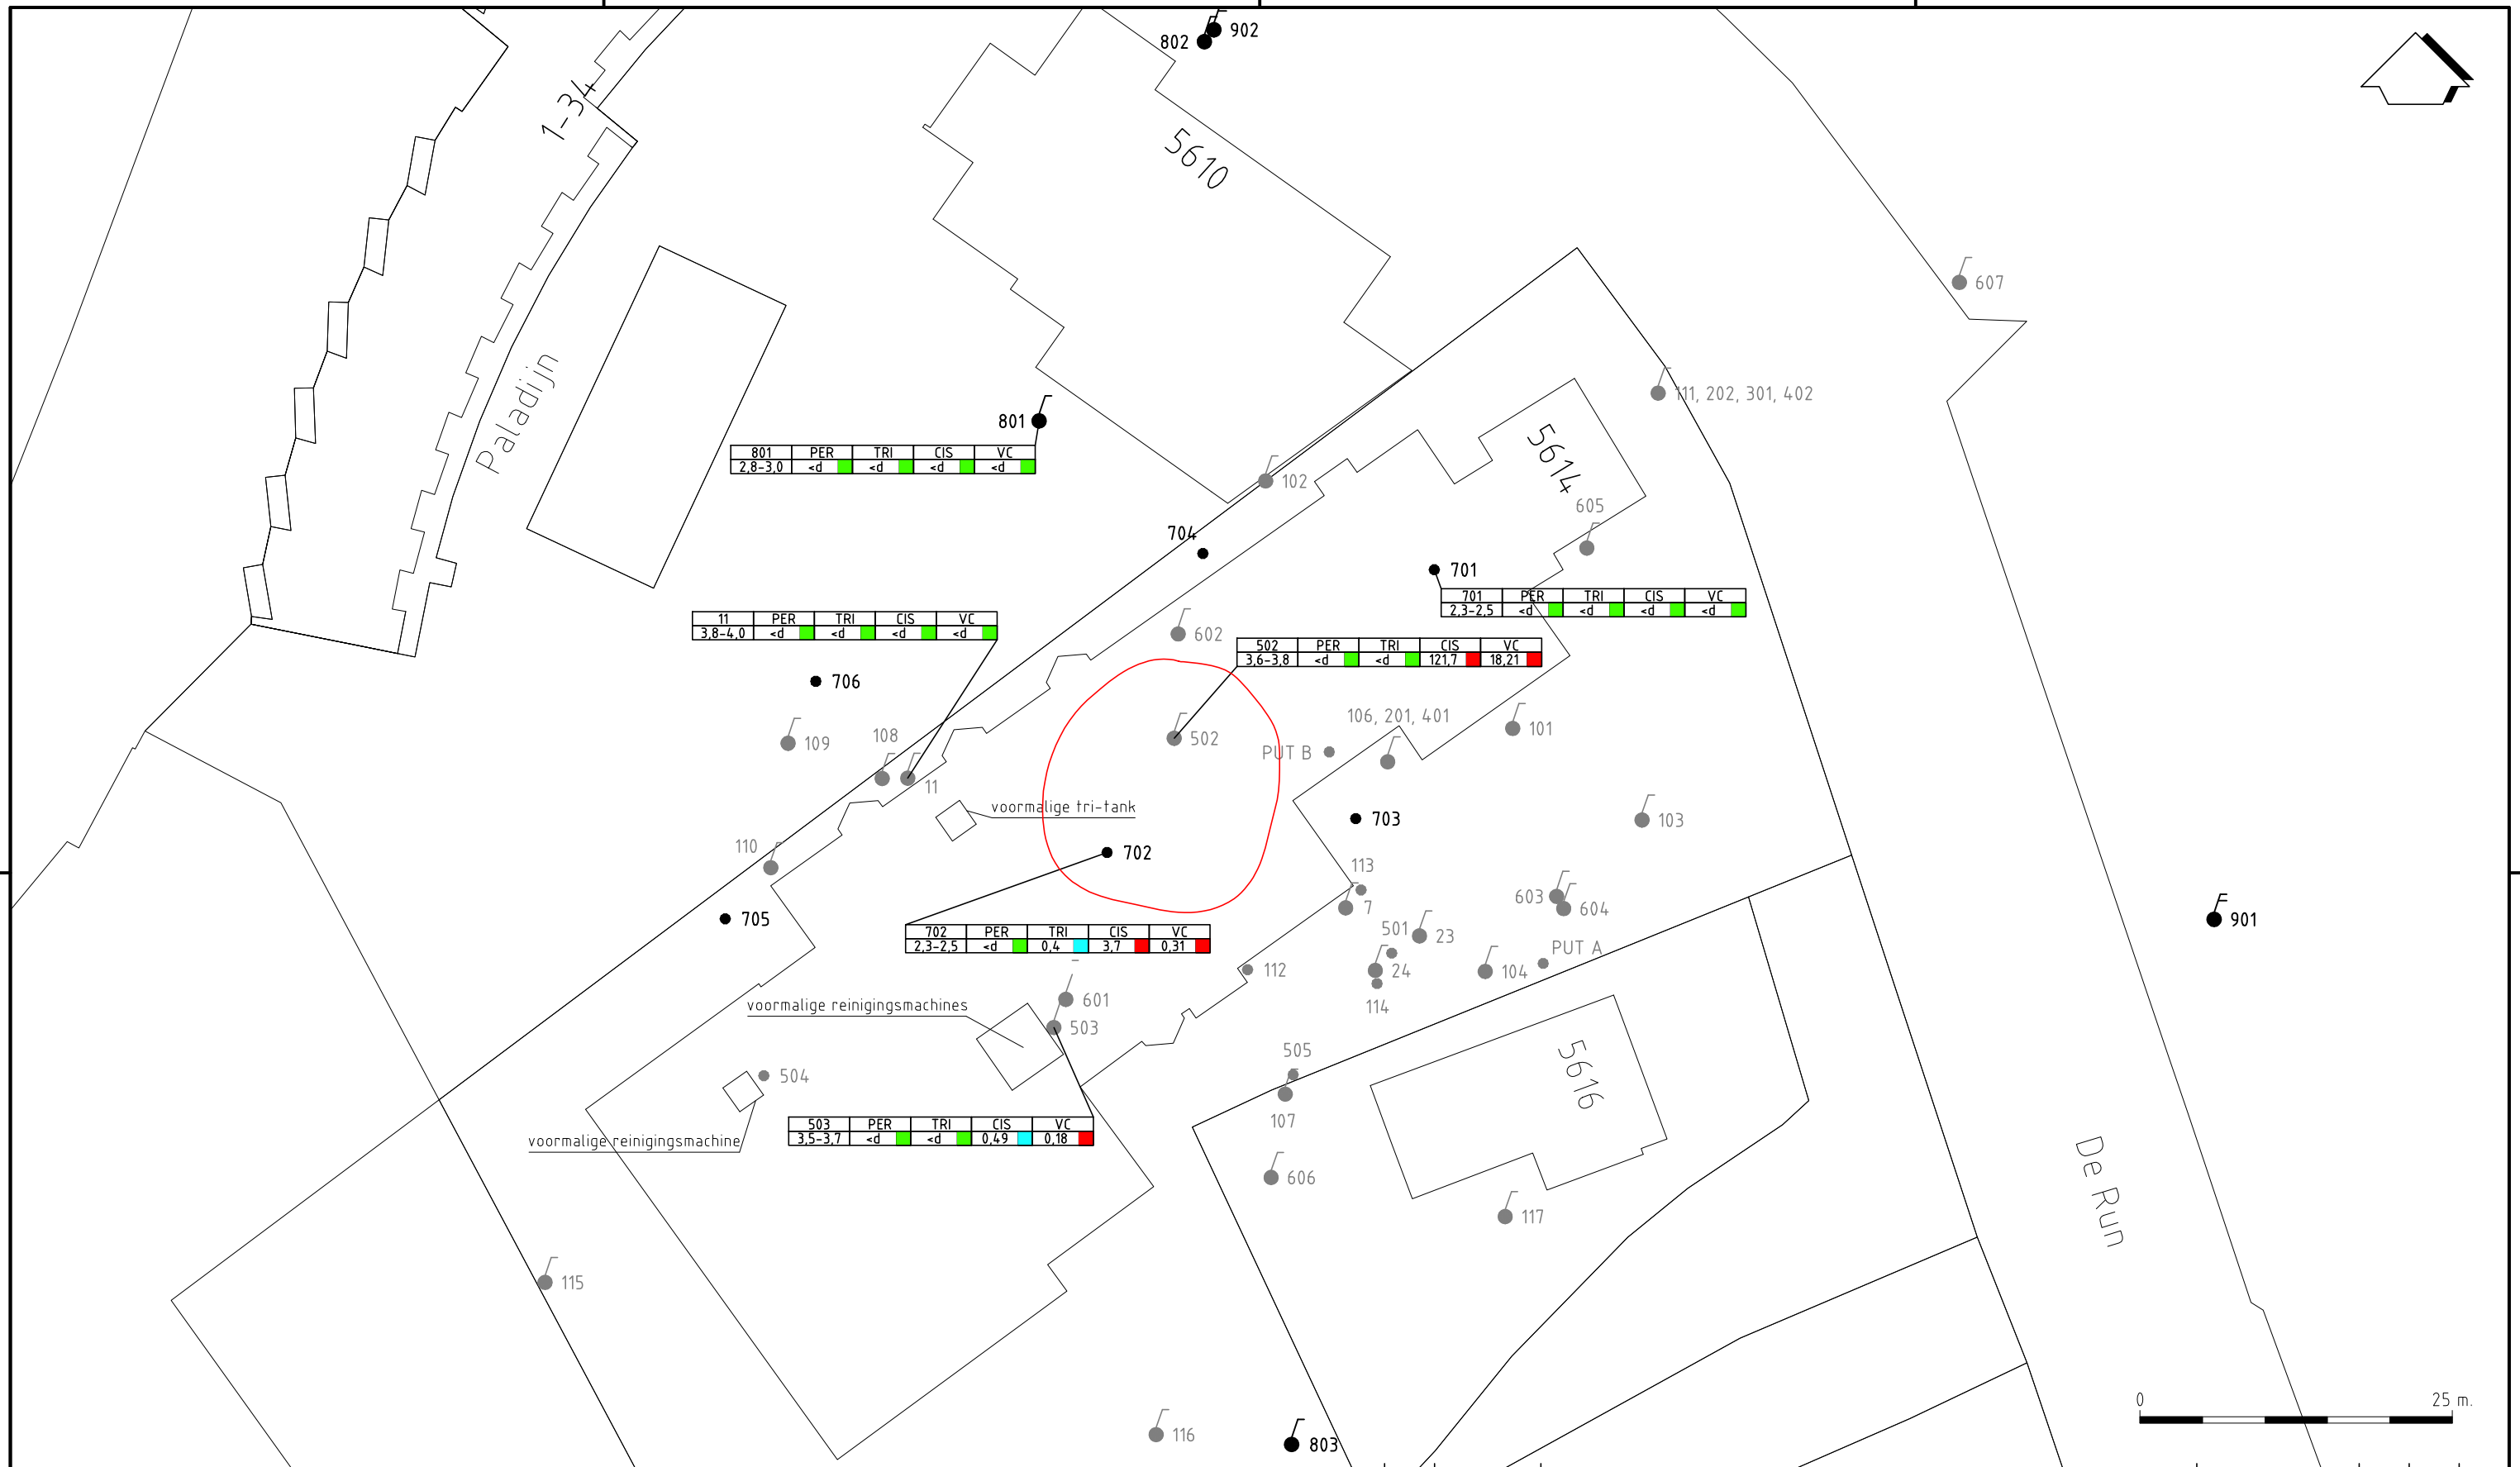 902
802
1-34
5610
607
Paladijn
111, 202, 301, 402
801
801 PER TRI CIS VC
2,8-3,0 <d <d <d <d
5614
102
605
704
701
701 PER TRI CIS VC
2,3-2,5 <d <d <d <d
11 PER TRI CIS VC
3,8-4,0 <d <d <d <d
602
502 PER TRI CIS VC
3,6-3,8 <d <d 121,7 18,21
706
106, 201, 401
101
108
109
502
PUT B
11
voormalige tri-tank
703
103
110
702
113
7
603
604
705
901
501
23
702 PER TRI CIS VC
2,3-2,5 <d 0,4 3,7 0,31
PUT A
112
24
104
114
601
voormalige reinigingsmachines
503
505
504
5616
107
503 PER TRI CIS VC
3,5-3,7 <d <d 0,49 0,18
voormalige reinigingsmachine
606
De Run
117
115
0 25 m.
116
803